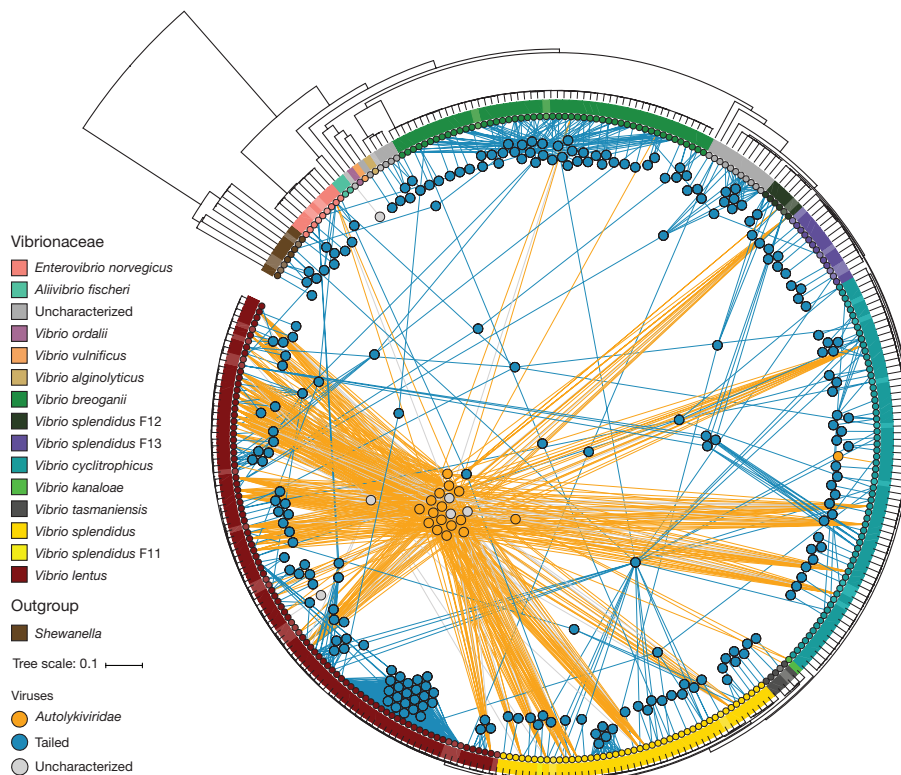 Vibrionaceae
Enterovibrio norvegicus
Aliivibrio fischeri
Uncharacterized
Vibrio ordalii
Vibrio vulnificus
Vibrio alginolyticus
Vibrio breoganii
Vibrio splendidus F12
Vibrio splendidus F13
Vibrio cyclitrophicus
Vibrio kanaloae
Vibrio tasmaniensis
Vibrio splendidus
Vibrio splendidus F11
Vibrio lentus
Outgroup
Shewanella
Tree scale: 0.1
Viruses
Autolykiviridae
Tailed
Uncharacterized